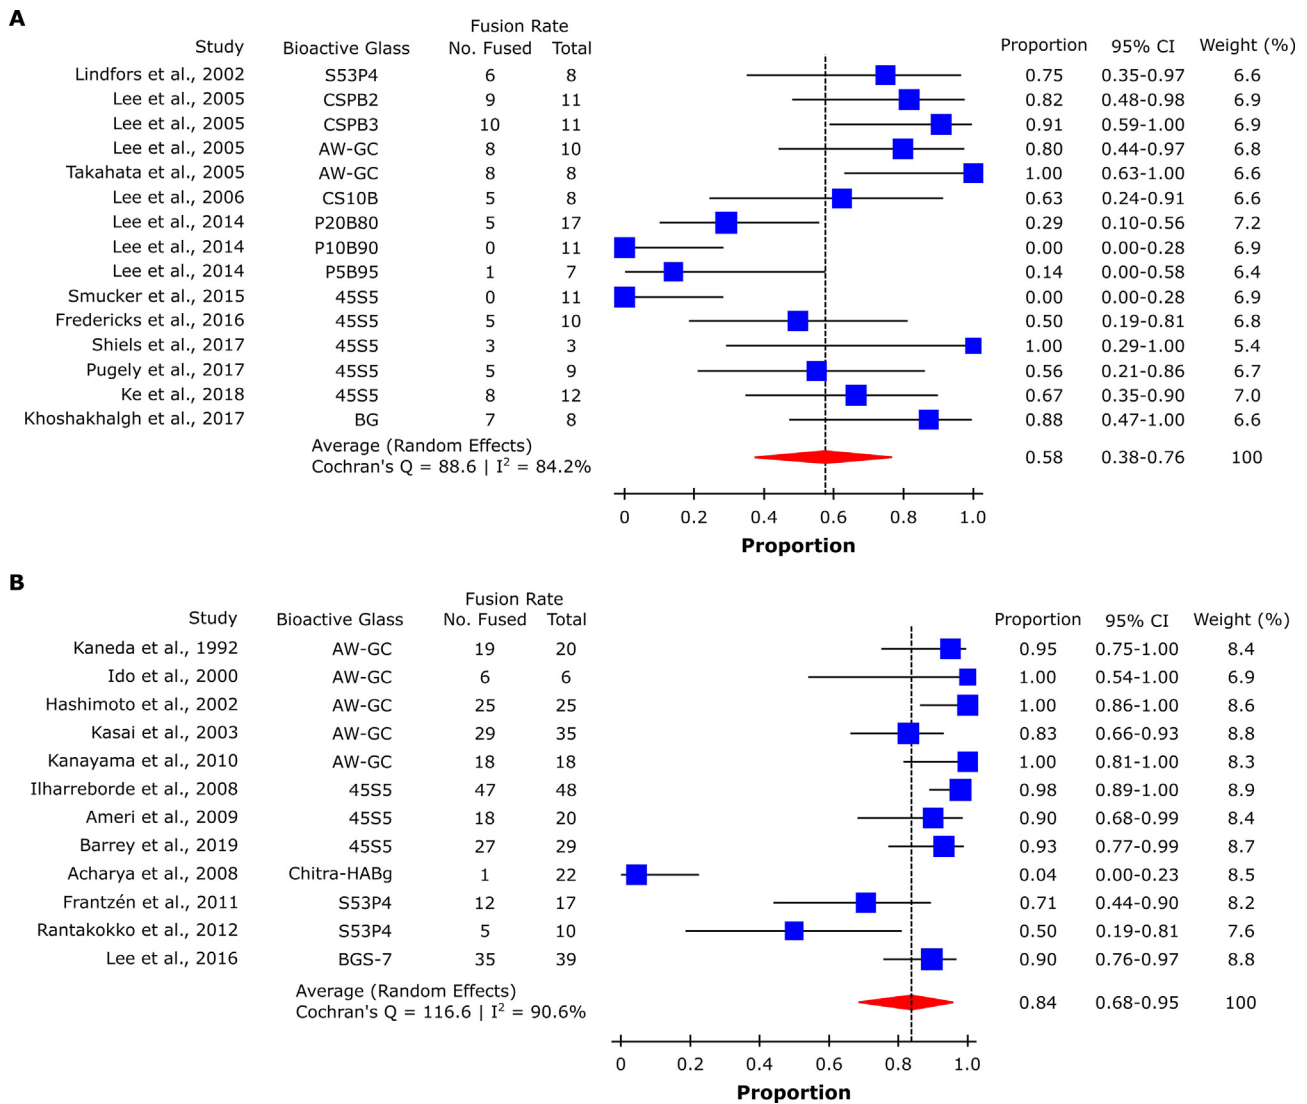 A
Fusion Rate
Study Bioactive Glass No. Fused Total Proportion 95% CI Weight (%)
Lindfors et al., 2002 S53P4 6 8 0.75 0.35-0.97 6.6
Lee et al., 2005 CSPB2 9 11 0.82 0.48-0.98 6.9
Lee et al., 2005 CSPB3 10 11 0.91 0.59-1.00 6.9
Lee et al., 2005 AW-GC 8 10 0.80 0.44-0.97 6.8
Takahata et al., 2005 AW-GC 8 8 1.00 0.63-1.00 6.6
Lee et al., 2006 CS10B 5 8 0.63 0.24-0.91 6.6
Lee et al., 2014 P20B80 5 17 0.29 0.10-0.56 7.2
Lee et al., 2014 P10B90 0 11 0.00 0.00-0.28 6.9
Lee et al., 2014 P5B95 1 7 0.14 0.00-0.58 6.4
Smucker et al., 2015 45S5 0 11 0.00 0.00-0.28 6.9
Fredericks et al., 2016 45S5 5 10 0.50 0.19-0.81 6.8
Shiels et al., 2017 45S5 3 3 1.00 0.29-1.00 5.4
Pugely et al., 2017 45S5 5 9 0.56 0.21-0.86 6.7
Ke et al., 2018 45S5 8 12 0.67 0.35-0.90 7.0
Khoshakhalgh et al., 2017 BG 7 8 0.88 0.47-1.00 6.6
Average (Random Effects)
Cochran's Q = 88.6 | I² = 84.2% 0.58 0.38-0.76 100
0 0.2 0.4 0.6 0.8 1.0
Proportion
B
Fusion Rate
Study Bioactive Glass No. Fused Total Proportion 95% CI Weight (%)
Kaneda et al., 1992 AW-GC 19 20 0.95 0.75-1.00 8.4
Ido et al., 2000 AW-GC 6 6 1.00 0.54-1.00 6.9
Hashimoto et al., 2002 AW-GC 25 25 1.00 0.86-1.00 8.6
Kasai et al., 2003 AW-GC 29 35 0.83 0.66-0.93 8.8
Kanayama et al., 2010 AW-GC 18 18 1.00 0.81-1.00 8.3
Ilharreborde et al., 2008 45S5 47 48 0.98 0.89-1.00 8.9
Ameri et al., 2009 45S5 18 20 0.90 0.68-0.99 8.4
Barrey et al., 2019 45S5 27 29 0.93 0.77-0.99 8.7
Acharya et al., 2008 Chitra-HABg 1 22 0.04 0.00-0.23 8.5
Frantzén et al., 2011 S53P4 12 17 0.71 0.44-0.90 8.2
Rantakokko et al., 2012 S53P4 5 10 0.50 0.19-0.81 7.6
Lee et al., 2016 BGS-7 35 39 0.90 0.76-0.97 8.8
Average (Random Effects)
Cochran's Q = 116.6 | I² = 90.6% 0.84 0.68-0.95 100
0 0.2 0.4 0.6 0.8 1.0
Proportion